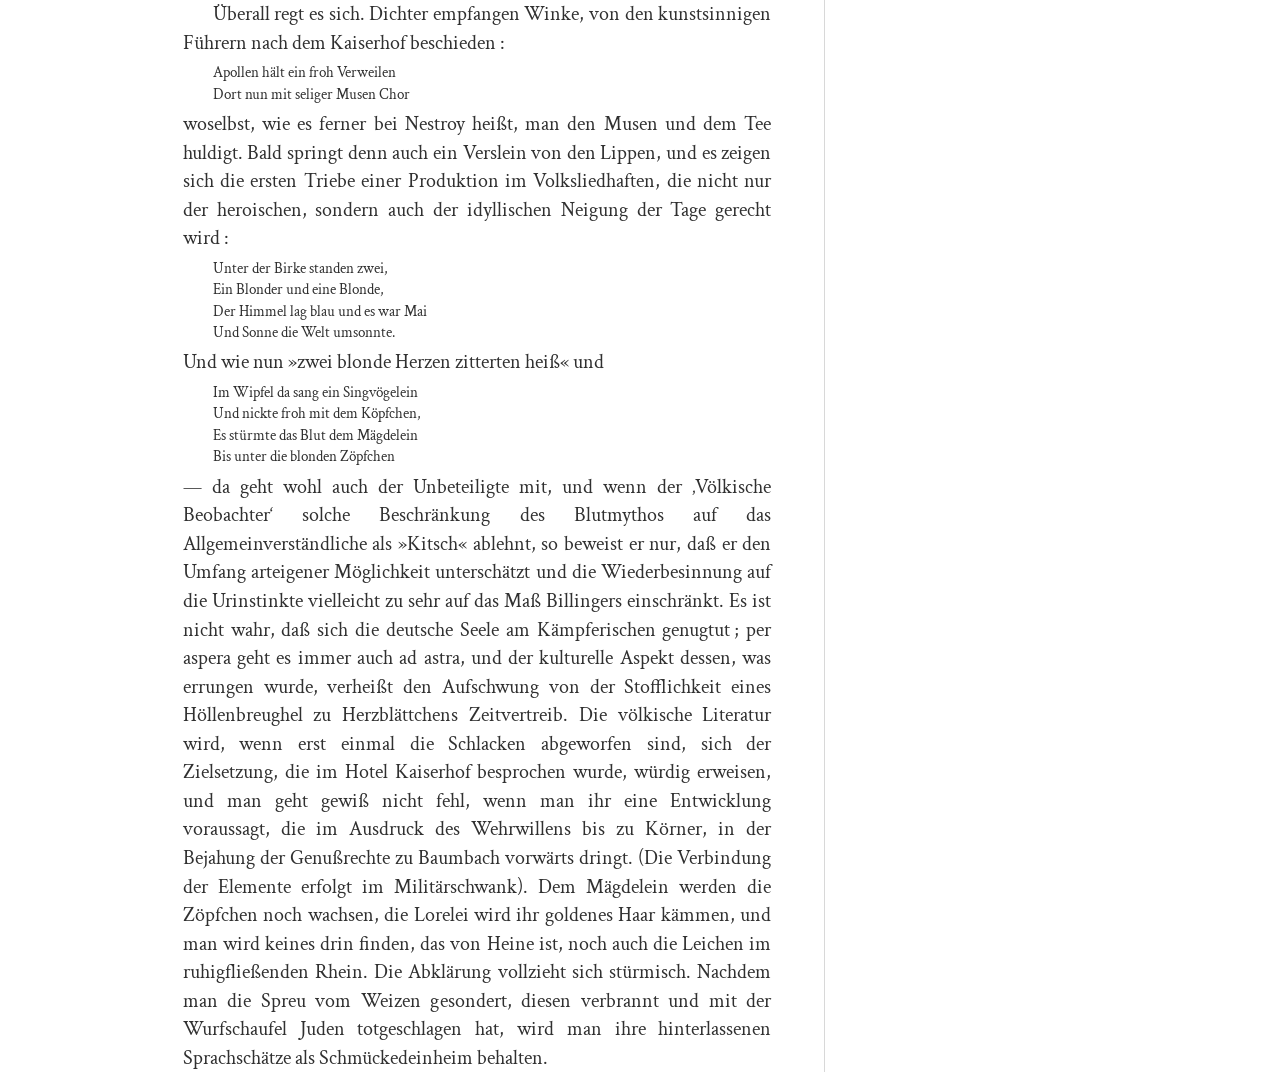 Überall regt es sich. Dichter empfangen Winke, von den kunstsinnigen
Führern nach dem Kaiserhof beschieden :
Apollen hält ein froh Verweilen
Dort nun mit seliger Musen Chor
woselbst, wie es ferner bei Nestroy heißt, man den Musen und dem Tee
huldigt. Bald springt denn auch ein Verslein von den Lippen, und es zeigen
sich die ersten Triebe einer Produktion im Volksliedhaften, die nicht nur
der heroischen, sondern auch der idyllischen Neigung der Tage gerecht
wird :
Unter der Birke standen zwei,
Ein Blonder und eine Blonde,
Der Himmel lag blau und es war Mai
Und Sonne die Welt umsonnte.
Und wie nun »zwei blonde Herzen zitterten heiß« und
Im Wipfel da sang ein Singvögelein
Und nickte froh mit dem Köpfchen,
Es stürmte das Blut dem Mägdelein
Bis unter die blonden Zöpfchen
— da geht wohl auch der Unbeteiligte mit, und wenn der ‚Völkische
Beobachter‘ solche Beschränkung des Blutmythos auf das
Allgemeinverständliche als »Kitsch« ablehnt, so beweist er nur, daß er den
Umfang arteigener Möglichkeit unterschätzt und die Wiederbesinnung auf
die Urinstinkte vielleicht zu sehr auf das Maß Billingers einschränkt. Es ist
nicht wahr, daß sich die deutsche Seele am Kämpferischen genugtut ; per
aspera geht es immer auch ad astra, und der kulturelle Aspekt dessen, was
errungen wurde, verheißt den Aufschwung von der Stofflichkeit eines
Höllenbreughel zu Herzblättchens Zeitvertreib. Die völkische Literatur
wird, wenn erst einmal die Schlacken abgeworfen sind, sich der
Zielsetzung, die im Hotel Kaiserhof besprochen wurde, würdig erweisen,
und man geht gewiß nicht fehl, wenn man ihr eine Entwicklung
voraussagt, die im Ausdruck des Wehrwillens bis zu Körner, in der
Bejahung der Genußrechte zu Baumbach vorwärts dringt. (Die Verbindung
der Elemente erfolgt im Militärschwank). Dem Mägdelein werden die
Zöpfchen noch wachsen, die Lorelei wird ihr goldenes Haar kämmen, und
man wird keines drin finden, das von Heine ist, noch auch die Leichen im
ruhigfließenden Rhein. Die Abklärung vollzieht sich stürmisch. Nachdem
man die Spreu vom Weizen gesondert, diesen verbrannt und mit der
Wurfschaufel Juden totgeschlagen hat, wird man ihre hinterlassenen
Sprachschätze als Schmückedeinheim behalten.